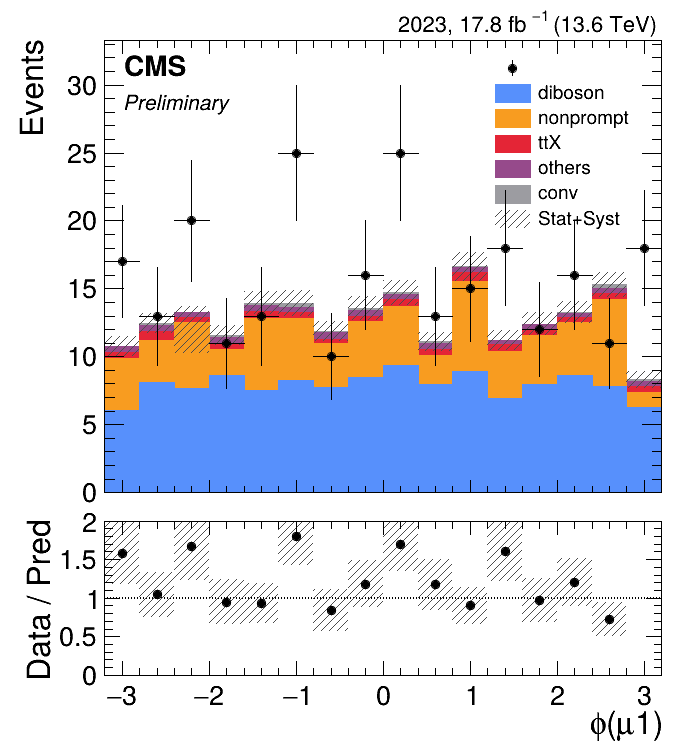 2023, 17.8 fb⁻¹ (13.6 TeV)
CMS
Preliminary
Events
diboson
nonprompt
ttX
others
conv
Stat+Syst
30
25
20
15
10
5
0
Data / Pred
2
1.5
1
0.5
0
−3 −2 −1 0 1 2 3
ϕ(μ1)